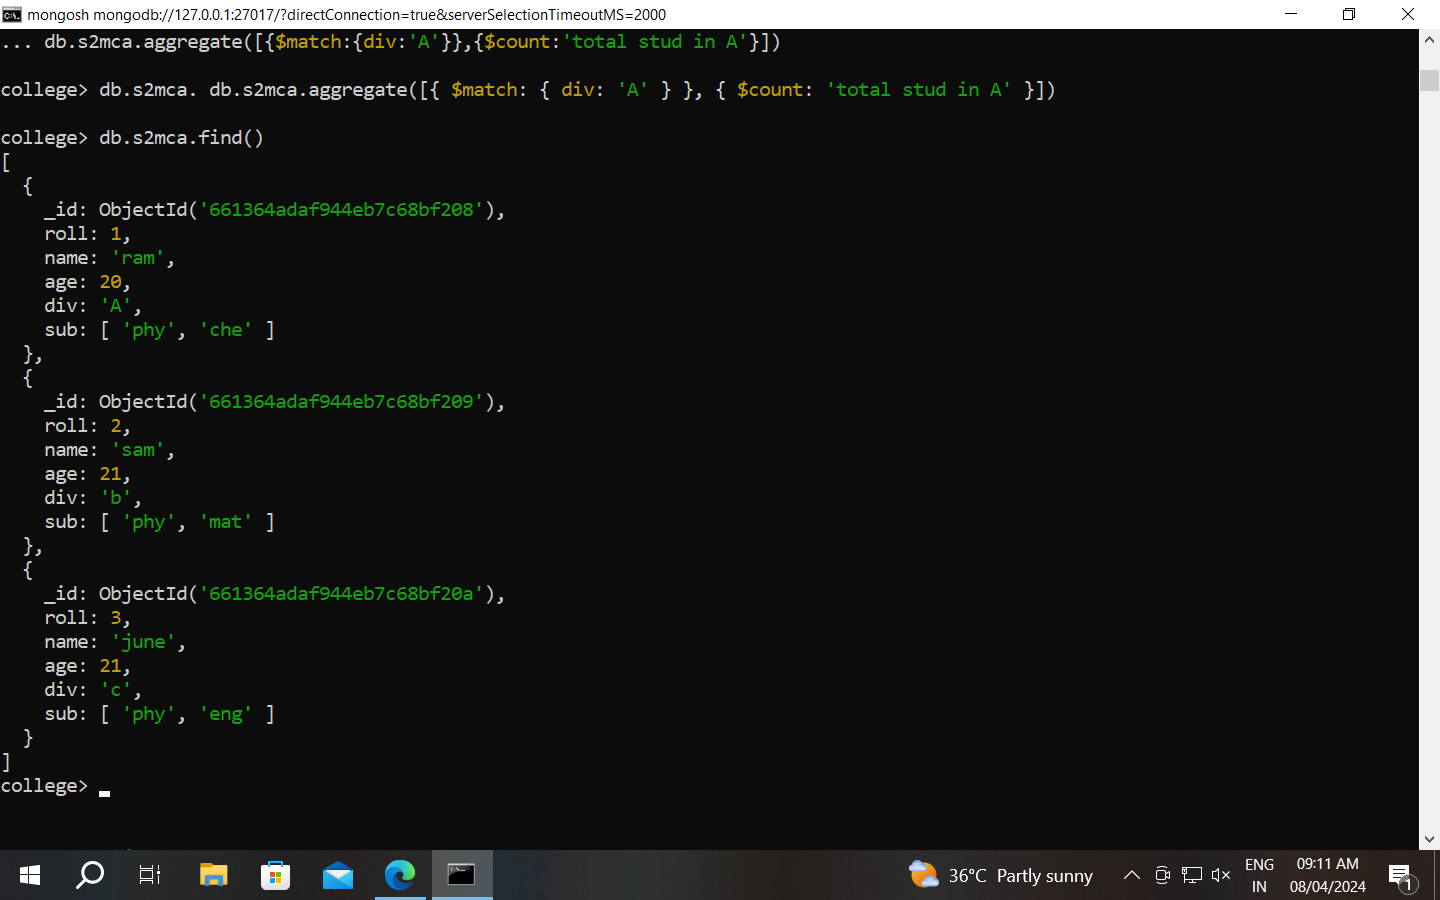 mongosh mongodb://127.0.0.1:27017/?directConnection=true&serverSelectionTimeoutMS=2000
... db.s2mca.aggregate([{$match:{div:'A'}},{$count:'total stud in A'}])
college> db.s2mca. db.s2mca.aggregate([{ $match: { div: 'A' } }, { $count: 'total stud in A' }])
college> db.s2mca.find()
[
  {
    _id: ObjectId('661364adaf944eb7c68bf208'),
    roll: 1,
    name: 'ram',
    age: 20,
    div: 'A',
    sub: [ 'phy', 'che' ]
  },
  {
    _id: ObjectId('661364adaf944eb7c68bf209'),
    roll: 2,
    name: 'sam',
    age: 21,
    div: 'b',
    sub: [ 'phy', 'mat' ]
  },
  {
    _id: ObjectId('661364adaf944eb7c68bf20a'),
    roll: 3,
    name: 'june',
    age: 21,
    div: 'c',
    sub: [ 'phy', 'eng' ]
  }
]
college>
36°C Partly sunny
ENG
IN
09:11 AM
08/04/2024
1